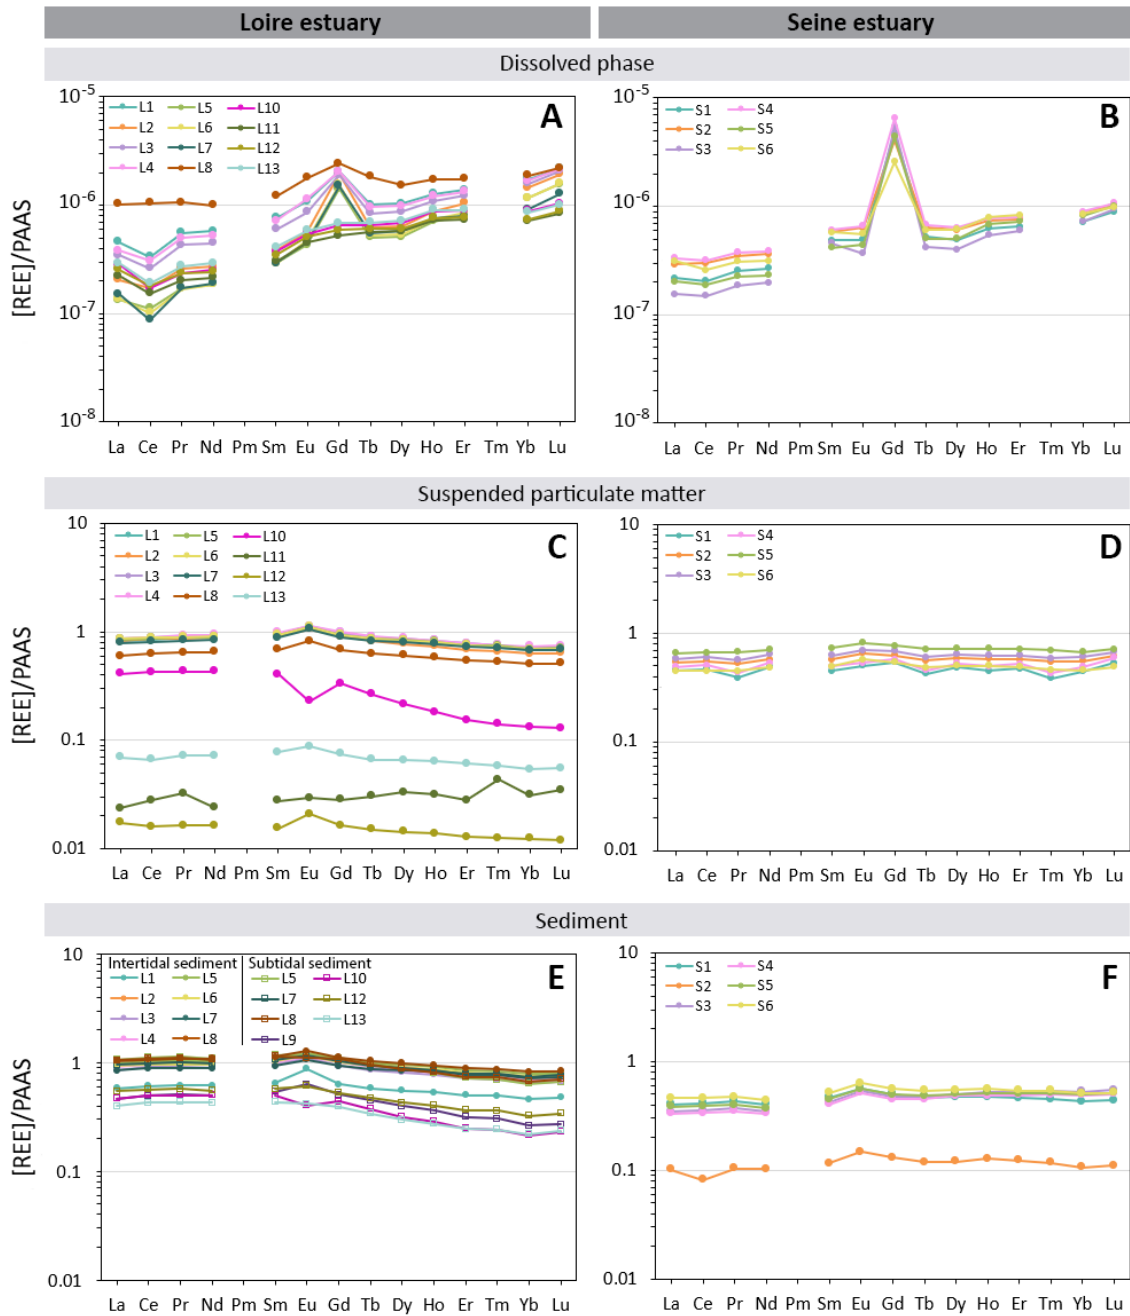 Loire estuary Seine estuary
Dissolved phase
A
[REE]/PAAS
10-5
10-6
10-7
10-8
L1 L5 L10
L2 L6 L11
L3 L7 L12
L4 L8 L13
La Ce Pr Nd Pm Sm Eu Gd Tb Dy Ho Er Tm Yb Lu
B
10-5
10-6
10-7
10-8
S1 S4
S2 S5
S3 S6
La Ce Pr Nd Pm Sm Eu Gd Tb Dy Ho Er Tm Yb Lu
Suspended particulate matter
C
[REE]/PAAS
10
1
0.1
0.01
L1 L5 L10
L2 L6 L11
L3 L7 L12
L4 L8 L13
La Ce Pr Nd Pm Sm Eu Gd Tb Dy Ho Er Tm Yb Lu
D
10
1
0.1
0.01
S1 S4
S2 S5
S3 S6
La Ce Pr Nd Pm Sm Eu Gd Tb Dy Ho Er Tm Yb Lu
Sediment
E
[REE]/PAAS
10
1
0.1
0.01
Intertidal sediment Subtidal sediment
L1 L5 L5 L10
L2 L6 L7 L12
L3 L7 L8 L13
L4 L8 L9
La Ce Pr Nd Pm Sm Eu Gd Tb Dy Ho Er Tm Yb Lu
F
10
1
0.1
0.01
S1 S4
S2 S5
S3 S6
La Ce Pr Nd Pm Sm Eu Gd Tb Dy Ho Er Tm Yb Lu